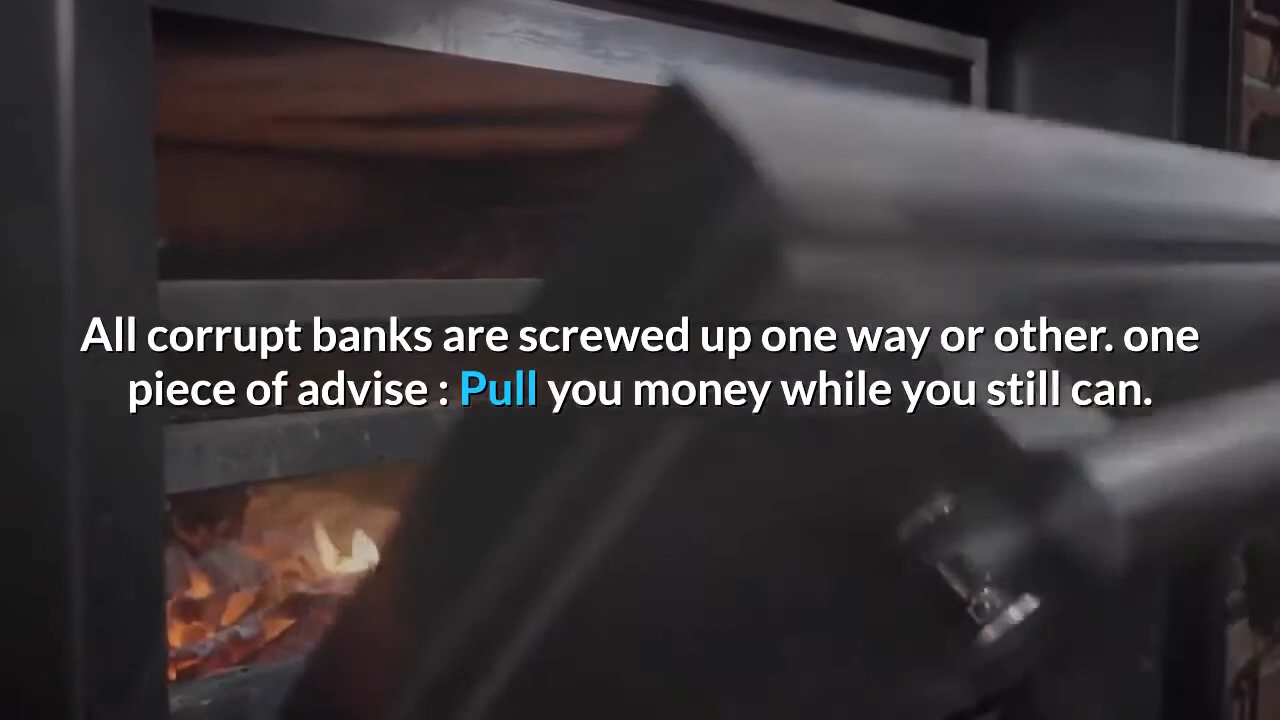 All corrupt banks are screwed up one way or other. one
piece of advise : Pull you money while you still can.